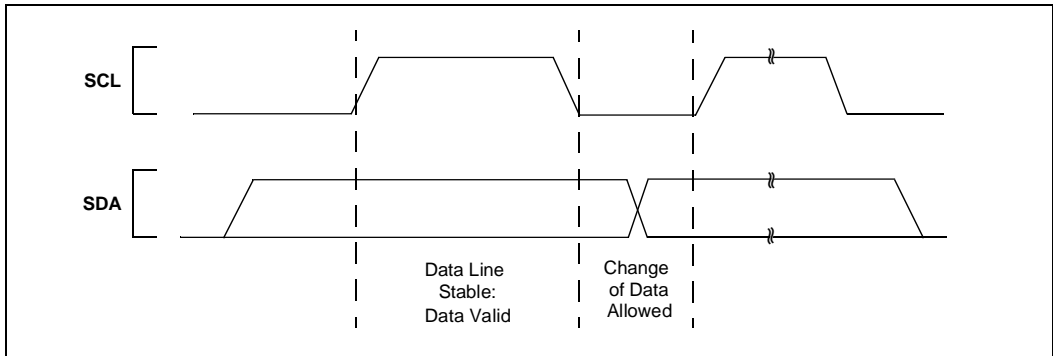 SCL
SDA
Data Line
Stable:
Data Valid
Change
of Data
Allowed